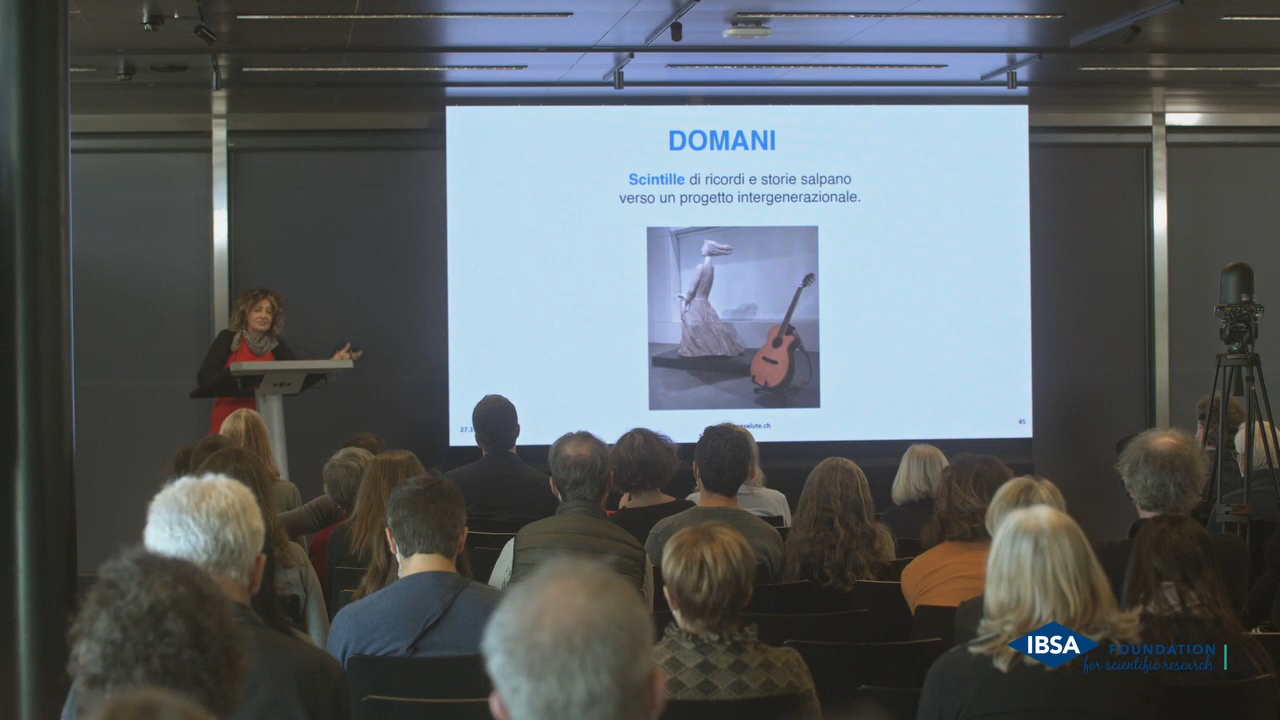 DOMANI
Scintille di ricordi e storie salpano
verso un progetto intergenerazionale.
45
IBSA
FOUNDATION
for scientific research